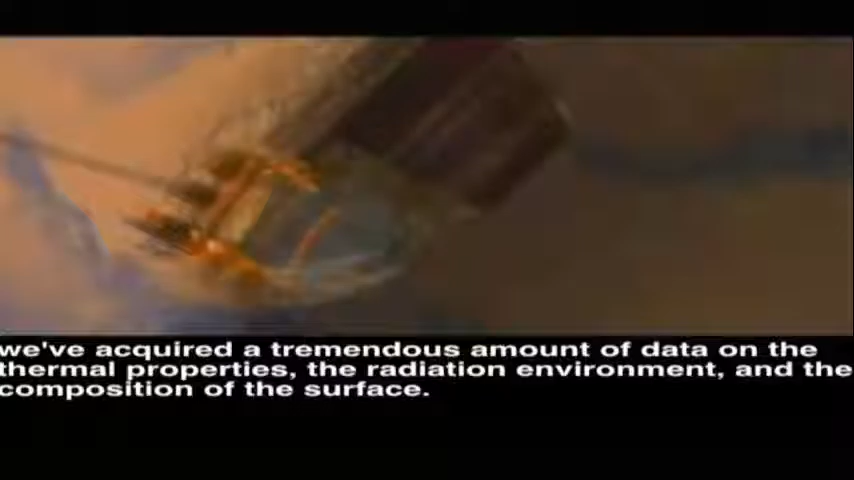 we've acquired a tremendous amount of data on the
thermal properties, the radiation environment, and the
composition of the surface.